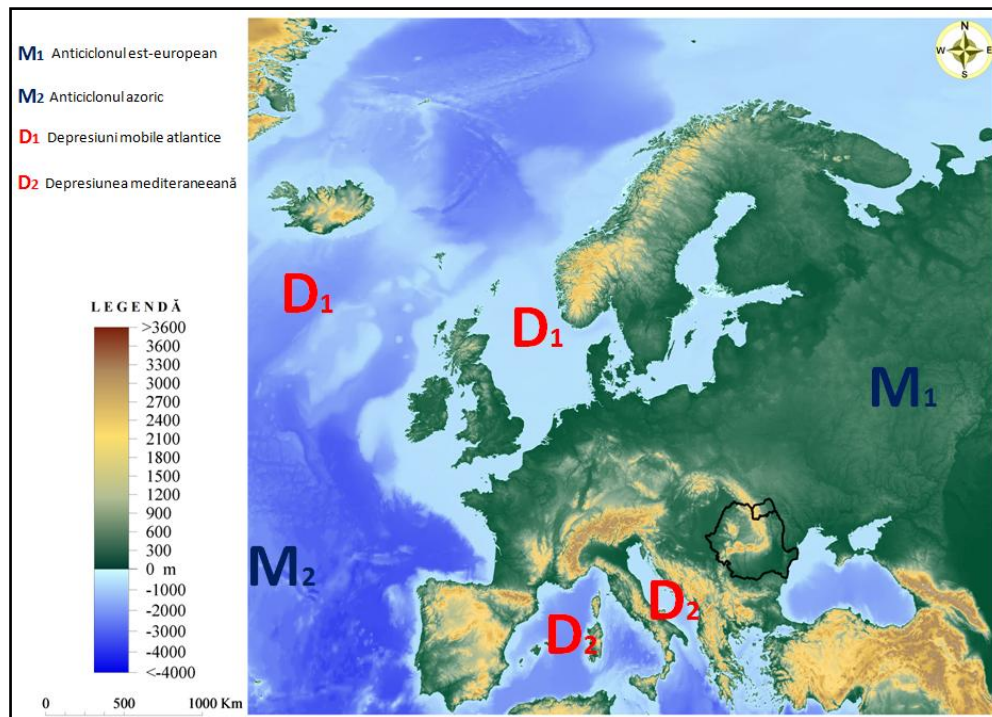 M1 Anticiclonul est-european
M2 Anticiclonul azoric
D1 Depresiuni mobile atlantice
D2 Depresiunea mediteraneeană
LEGENDĂ
>3600
3600
3300
3000
2700
2400
2100
1800
1500
1200
900
600
300
0 m
-1000
-2000
-3000
-4000
<-4000
0 500 1000 Km
N
W E
S
D1
D1
M1
M2
D2
D2